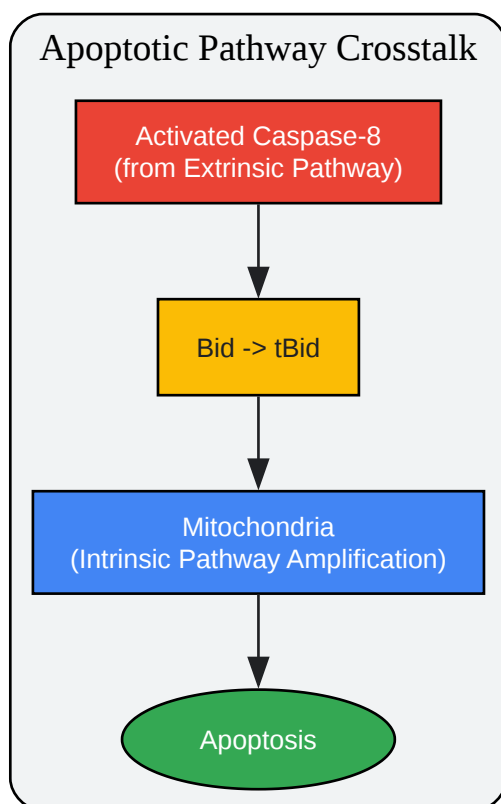 Apoptotic Pathway Crosstalk
Activated Caspase-8
(from Extrinsic Pathway)
Bid -> tBid
Mitochondria
(Intrinsic Pathway Amplification)
Apoptosis